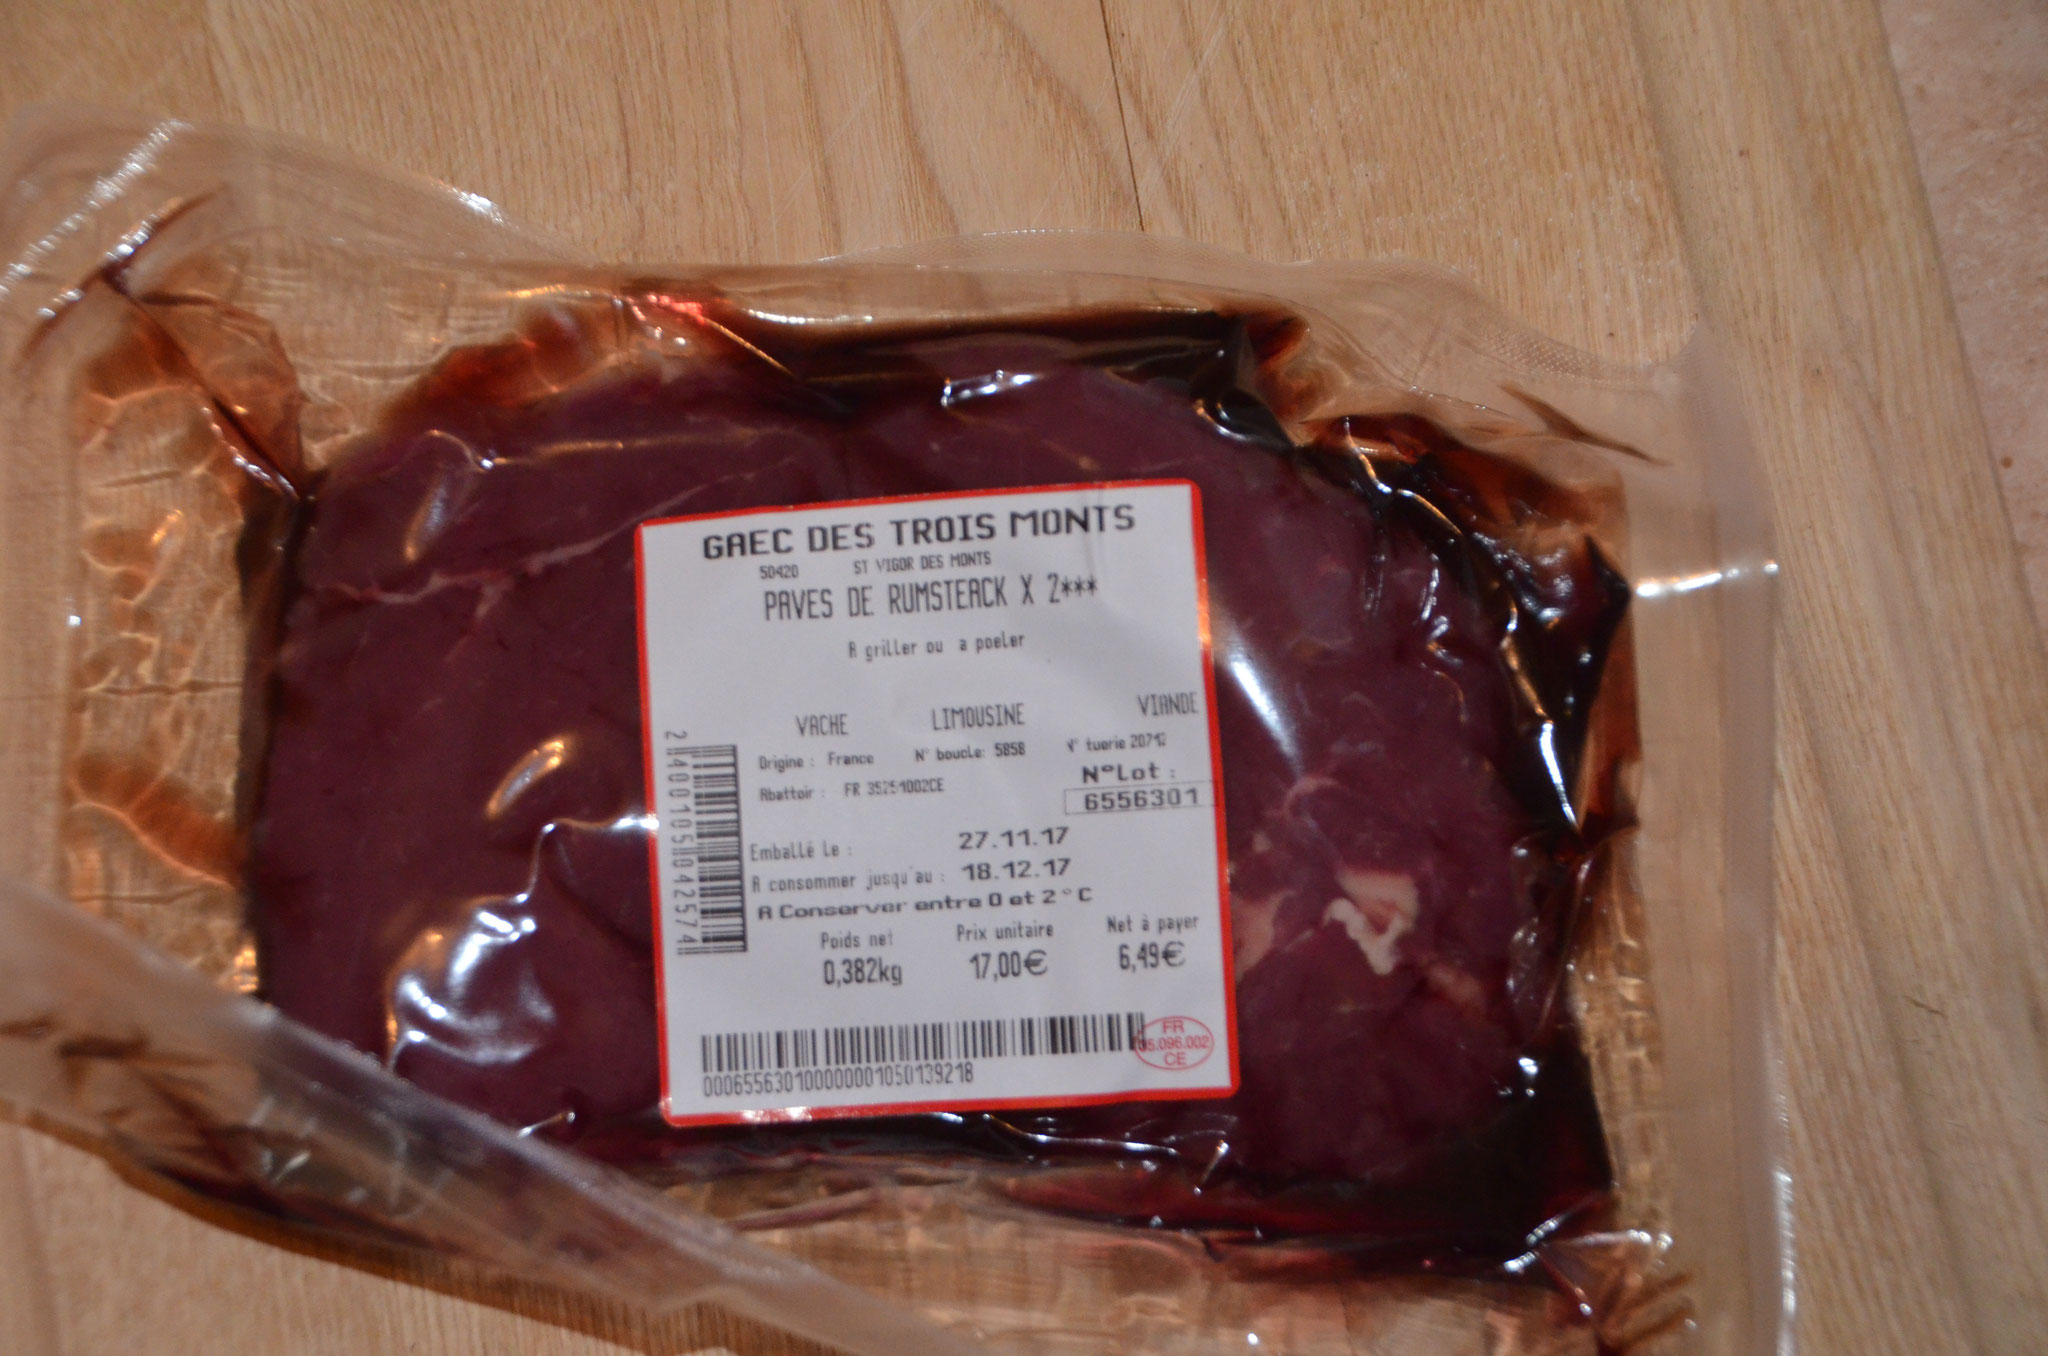 GAEC DES TROIS MONTS
50420 ST VIGOR DES MONTS
PAVES DE RUMSTEACK X 2***
A griller ou a poeler
VACHE LIMOUSINE VIANDE
Origine : France N° boucle: 5858 N° tuerie 20712
Abattoir : FR 35251002CE
N°Lot :
6556301
Emballé le : 27.11.17
A consommer jusqu'au : 18.12.17
A Conserver entre 0 et 2°C
Poids net Prix unitaire Net à payer
0,382kg 17,00€ 6,49€
2400105042574
000655630100000001050139218
FR
CE